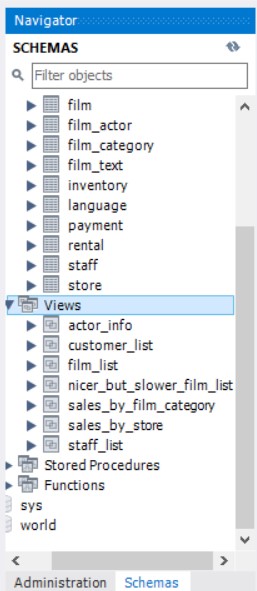 Navigator
SCHEMAS
Filter objects
film
film_actor
film_category
film_text
inventory
language
payment
rental
staff
store
Views
actor_info
customer_list
film_list
nicer_but_slower_film_list
sales_by_film_category
sales_by_store
staff_list
Stored Procedures
Functions
sys
world
Administration Schemas